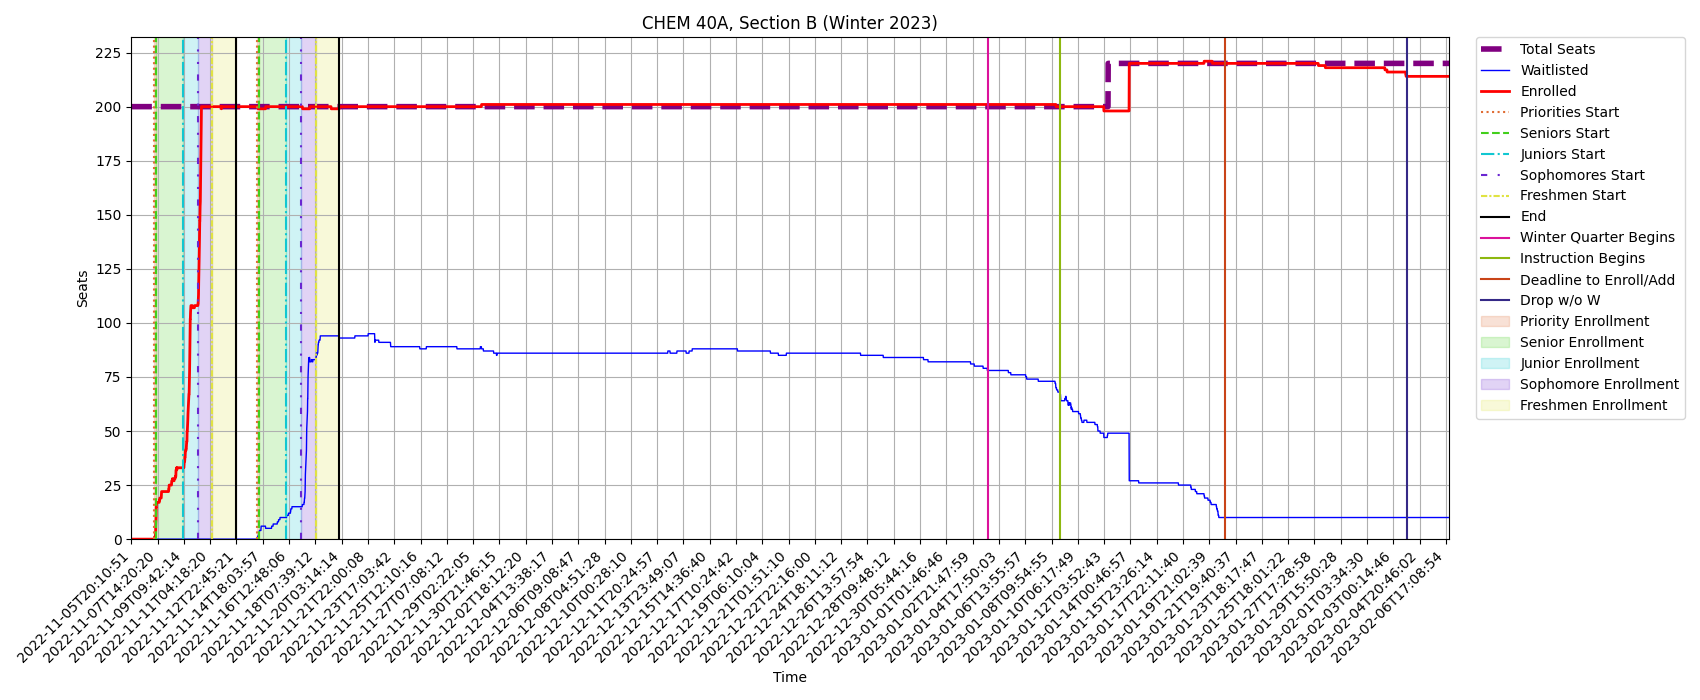 CHEM 40A, Section B (Winter 2023)
Seats
225
200
175
150
125
100
75
50
25
0
2022-11-05T20:10:51
2022-11-07T14:20:20
2022-11-09T09:42:14
2022-11-11T04:18:20
2022-11-12T22:45:21
2022-11-14T18:03:57
2022-11-16T12:48:06
2022-11-18T07:39:12
2022-11-20T03:14:14
2022-11-21T22:00:08
2022-11-23T17:03:42
2022-11-25T12:10:16
2022-11-27T07:08:12
2022-11-29T02:22:05
2022-11-30T21:46:15
2022-12-02T18:12:20
2022-12-04T13:38:17
2022-12-06T09:08:47
2022-12-08T04:51:28
2022-12-10T00:28:10
2022-12-11T20:24:57
2022-12-13T23:49:07
2022-12-15T14:36:40
2022-12-17T10:24:42
2022-12-19T06:10:04
2022-12-21T01:51:10
2022-12-22T22:16:00
2022-12-24T18:11:12
2022-12-26T13:57:54
2022-12-28T09:48:12
2022-12-30T05:44:16
2023-01-01T01:46:46
2023-01-02T21:47:59
2023-01-04T17:50:03
2023-01-06T13:55:57
2023-01-08T09:54:55
2023-01-10T06:17:49
2023-01-12T03:52:43
2023-01-14T00:46:57
2023-01-15T23:26:14
2023-01-17T22:11:40
2023-01-19T21:02:39
2023-01-21T19:40:37
2023-01-23T18:17:47
2023-01-25T18:01:22
2023-01-27T17:28:58
2023-01-29T15:50:28
2023-02-01T03:34:30
2023-02-03T00:14:46
2023-02-04T20:46:02
2023-02-06T17:08:54
Time
Total Seats
Waitlisted
Enrolled
Priorities Start
Seniors Start
Juniors Start
Sophomores Start
Freshmen Start
End
Winter Quarter Begins
Instruction Begins
Deadline to Enroll/Add
Drop w/o W
Priority Enrollment
Senior Enrollment
Junior Enrollment
Sophomore Enrollment
Freshmen Enrollment